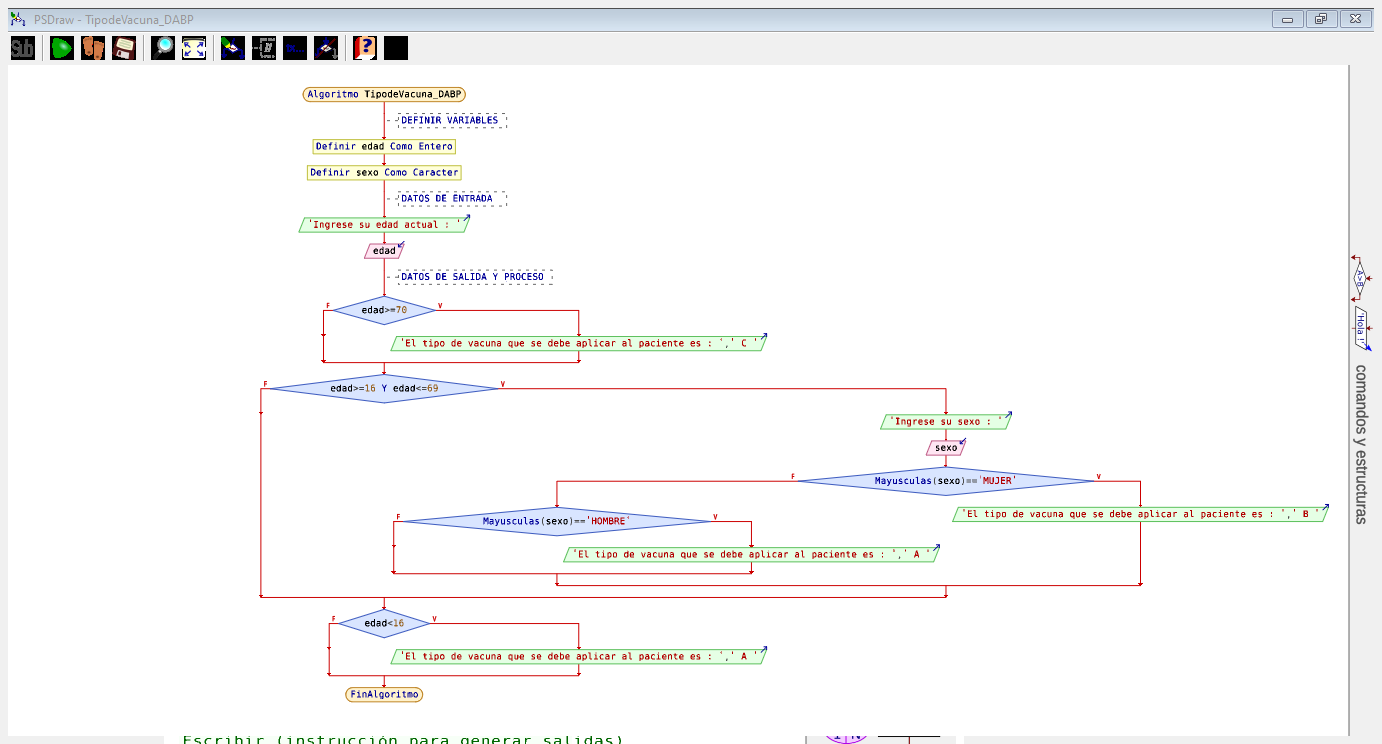 PSDraw - TipodeVacuna_DABP
Sub
Algoritmo TipodeVacuna_DABP
DEFINIR VARIABLES
Definir edad Como Entero
Definir sexo Como Caracter
DATOS DE ENTRADA
'Ingrese su edad actual : '
edad
DATOS DE SALIDA Y PROCESO
F
edad>=70
V
'El tipo de vacuna que se debe aplicar al paciente es : ',' C '
F
edad>=16 Y edad<=69
V
'Ingrese su sexo : '
sexo
F
Mayusculas(sexo)=='MUJER'
V
'El tipo de vacuna que se debe aplicar al paciente es : ',' B '
F
Mayusculas(sexo)=='HOMBRE'
V
'El tipo de vacuna que se debe aplicar al paciente es : ',' A '
F
edad<16
V
'El tipo de vacuna que se debe aplicar al paciente es : ',' A '
FinAlgoritmo
A>B
'Hola !'
comandos y estructuras
Escribir (instrucción para generar salidas)